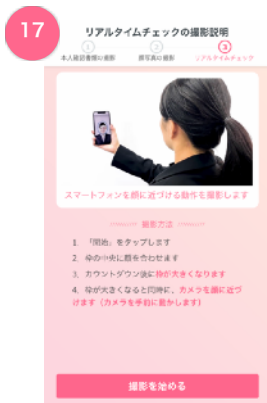 17
リアルタイムチェックの撮影説明
1 2 3
本人確認書類の撮影 顔写真の撮影 リアルタイムチェック
スマートフォンを顔に近づける動作を撮影します
撮影方法
1. 「開始」をタップします
2. 枠の中央に顔を合わせます
3. カウントダウン後に枠が大きくなります
4. 枠が大きくなると同時に、カメラを顔に近づ
けます（カメラを手前に動かします）
撮影を始める